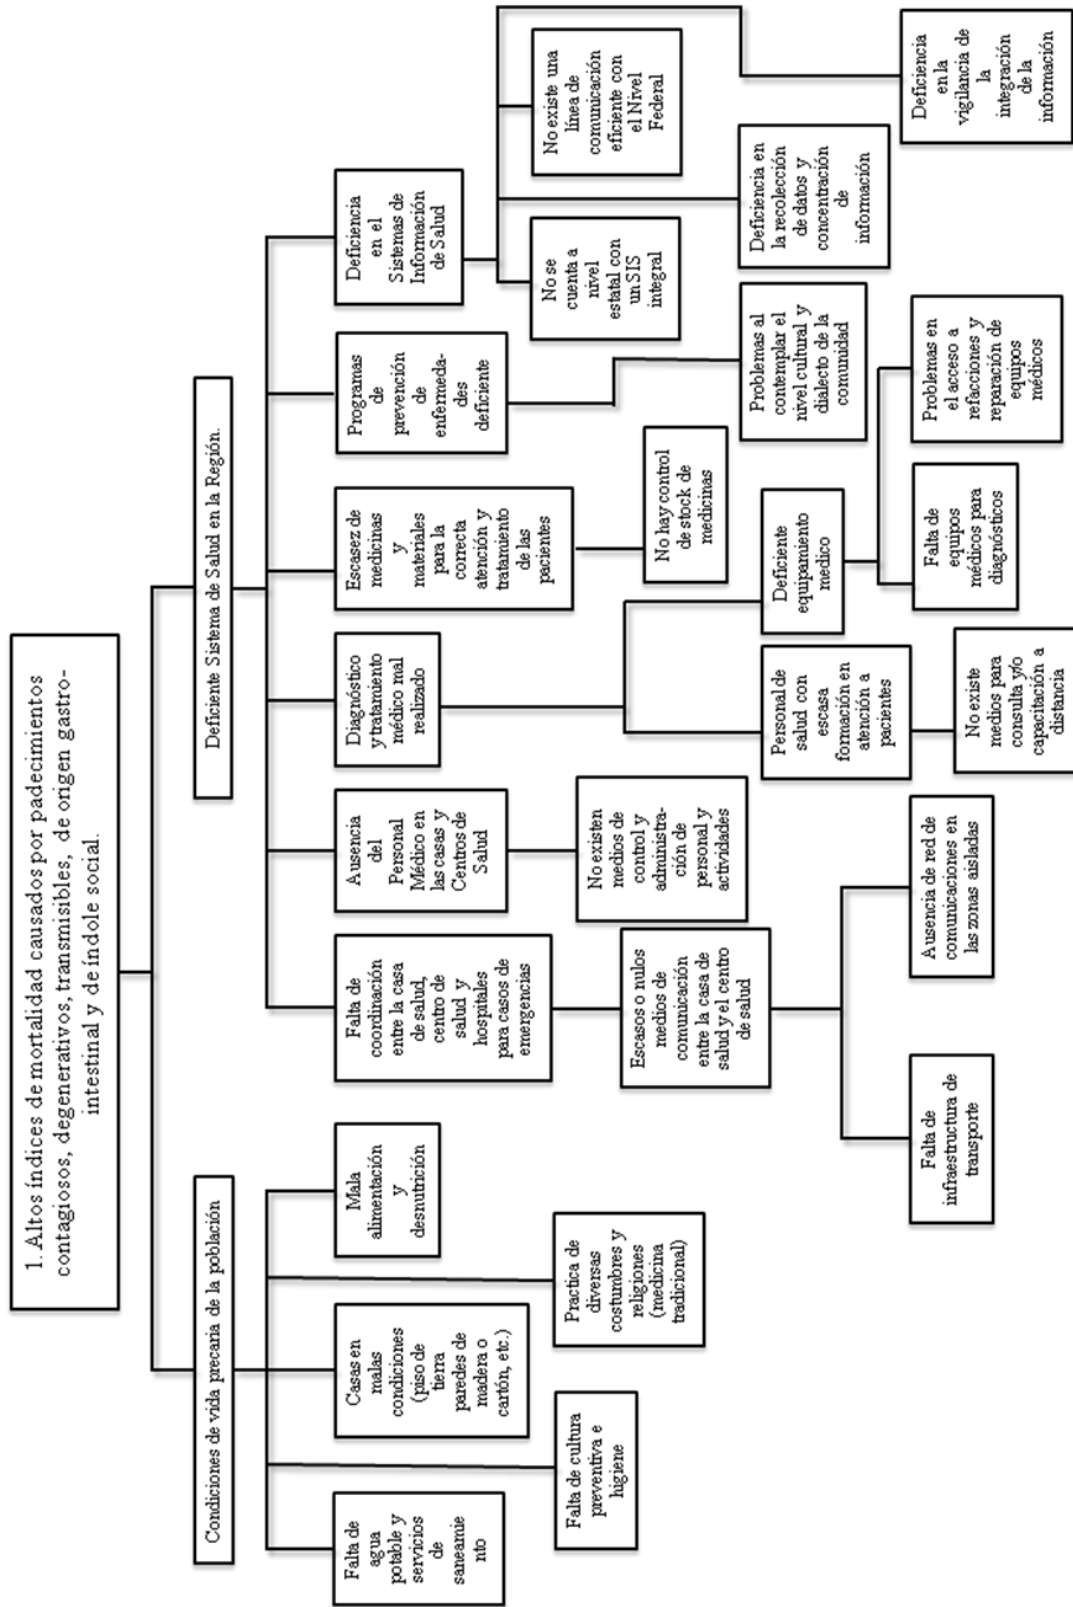 1. Altos índices de mortalidad causados por padecimientos
contagiosos, degenerativos, transmisibles, de origen gastro-
intestinal y de índole social.
Condiciones de vida precaria de la población
Deficiente Sistema de Salud en la Región.
Falta de
agua
potable y
servicios
de
saneamie
nto
Casas en
malas
condiciones
(piso de
tierra
paredes de
madera o
cartón, etc.)
Mala
alimentación
y
desnutrición
Falta de cultura
preventiva e
higiene
Practica de
diversas
costumbres y
religiones
(medicina
tradicional)
Falta de
coordinación
entre la casa
de salud,
centro de
salud y
hospitales
para casos de
emergencias
Ausencia
del
Personal
Médico en
las casas y
Centros de
Salud
Diagnóstico
y tratamiento
médico mal
realizado
Escasez de
medicinas
y
materiales
para la
correcta
atención y
tratamiento
de las
pacientes
Programas
de
prevención
de
enfermeda-
des
deficiente
Deficiencia
en el
Sistemas de
Información
de Salud
No se
cuenta a
nivel
estatal con
un SIS
integral
No existe una
línea de
comunicación
eficiente con
el Nivel
Federal
No existen
medios de
control y
administra-
ción de
personal y
actividades
Escasos o nulos
medios de
comunicación
entre la casa de
salud y el centro
de salud
No hay control
de stock de
medicinas
Personal de
salud con
escasa
formación en
atención a
pacientes
Deficiente
equipamiento
medico
Problemas al
contemplar el
nivel cultural y
dialecto de la
comunidad
Deficiencia en
la recolección
de datos y
concentración
de
información
Falta de
infraestructura de
transporte
Ausencia de red de
comunicaciones en
las zonas aisladas
No existe
medios para
consulta y/o
capacitación a
distancia
Falta de
equipos
médicos para
diagnósticos
Problemas en
el acceso a
refacciones y
reparación de
equipos
médicos
Deficiencia
en la
vigilancia de
la
integración
de la
información